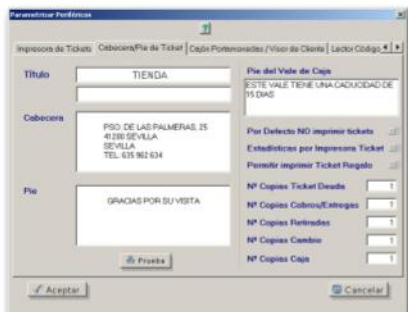 Parametrizar Periféricos
Impresora de Tickets
Cabecera/Pie de Ticket
Cajón Portamonedas / Visor de Cliente
Lector Código
Título
TIENDA
Cabecera
PSO. DE LAS PALMERAS, 25
41200 SEVILLA
SEVILLA
TEL. 635 962 634
Pie
GRACIAS POR SU VISITA
Prueba
Pie del Vale de Caja
ESTE VALE TIENE UNA CADUCIDAD DE
15 DIAS
Por Defecto NO imprimir tickets
Estadísticas por Impresora Ticket
Permitir imprimir Ticket Regalo
Nº Copias Ticket Deuda 1
Nº Copias Cobros/Entregas 1
Nº Copias Retiradas 1
Nº Copias Cambio 1
Nº Copias Caja 1
Aceptar
Cancelar